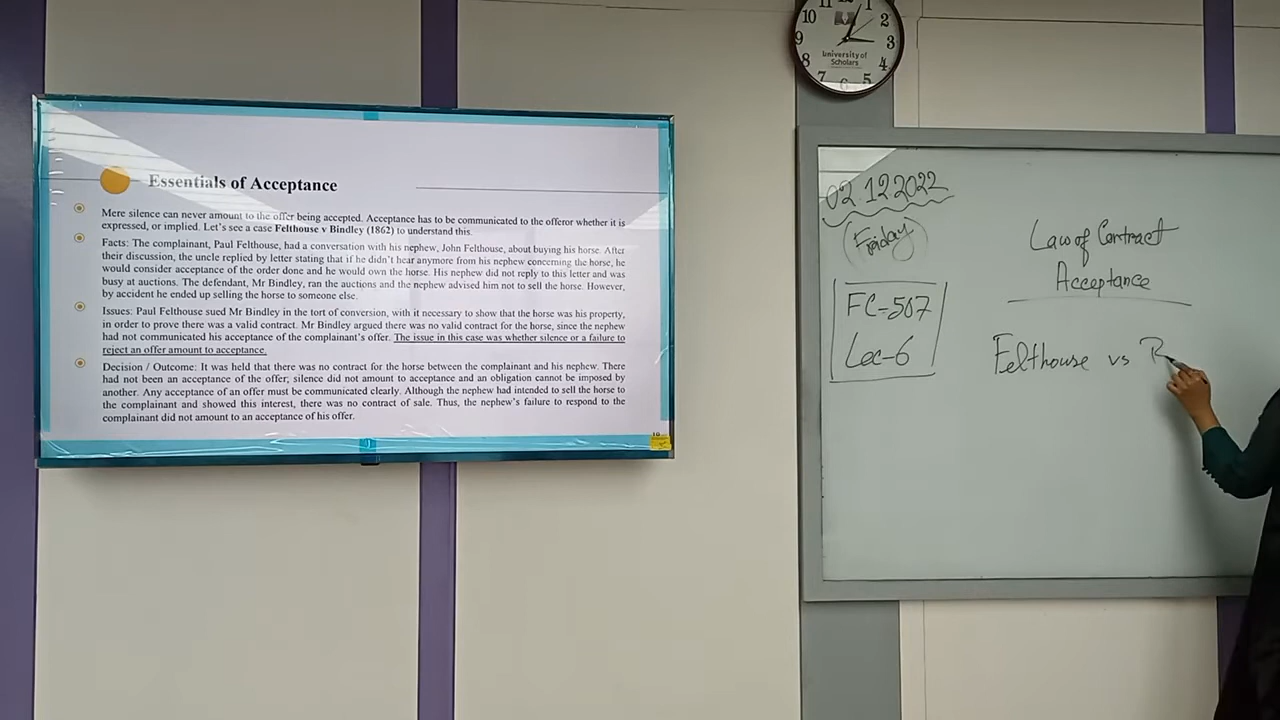 Essentials of Acceptance
Mere silence can never amount to the offer being accepted. Acceptance has to be communicated to the offeror whether it is
expressed, or implied. Let's see a case Felthouse v Bindley (1862) to understand this.
Facts: The complainant, Paul Felthouse, had a conversation with his nephew, John Felthouse, about buying his horse. After
their discussion, the uncle replied by letter stating that if he didn't hear anymore from his nephew concerning the horse, he
would consider acceptance of the order done and he would own the horse. His nephew did not reply to this letter and was
busy at auctions. The defendant, Mr Bindley, ran the auctions and the nephew advised him not to sell the horse. However,
by accident he ended up selling the horse to someone else.
Issues: Paul Felthouse sued Mr Bindley in the tort of conversion, with it necessary to show that the horse was his property,
in order to prove there was a valid contract. Mr Bindley argued there was no valid contract for the horse, since the nephew
had not communicated his acceptance of the complainant's offer. The issue in this case was whether silence or a failure to
reject an offer amount to acceptance.
Decision / Outcome: It was held that there was no contract for the horse between the complainant and his nephew. There
had not been an acceptance of the offer; silence did not amount to acceptance and an obligation cannot be imposed by
another. Any acceptance of an offer must be communicated clearly. Although the nephew had intended to sell the horse to
the complainant and showed this interest, there was no contract of sale. Thus, the nephew's failure to respond to the
complainant did not amount to an acceptance of his offer.
10
11 1
10 2
9 3
8 4
7 6 5
University of
Scholars
02.12.2022
Friday
FC-507
Lec-6
Law of Contract
Acceptance
Felthouse vs